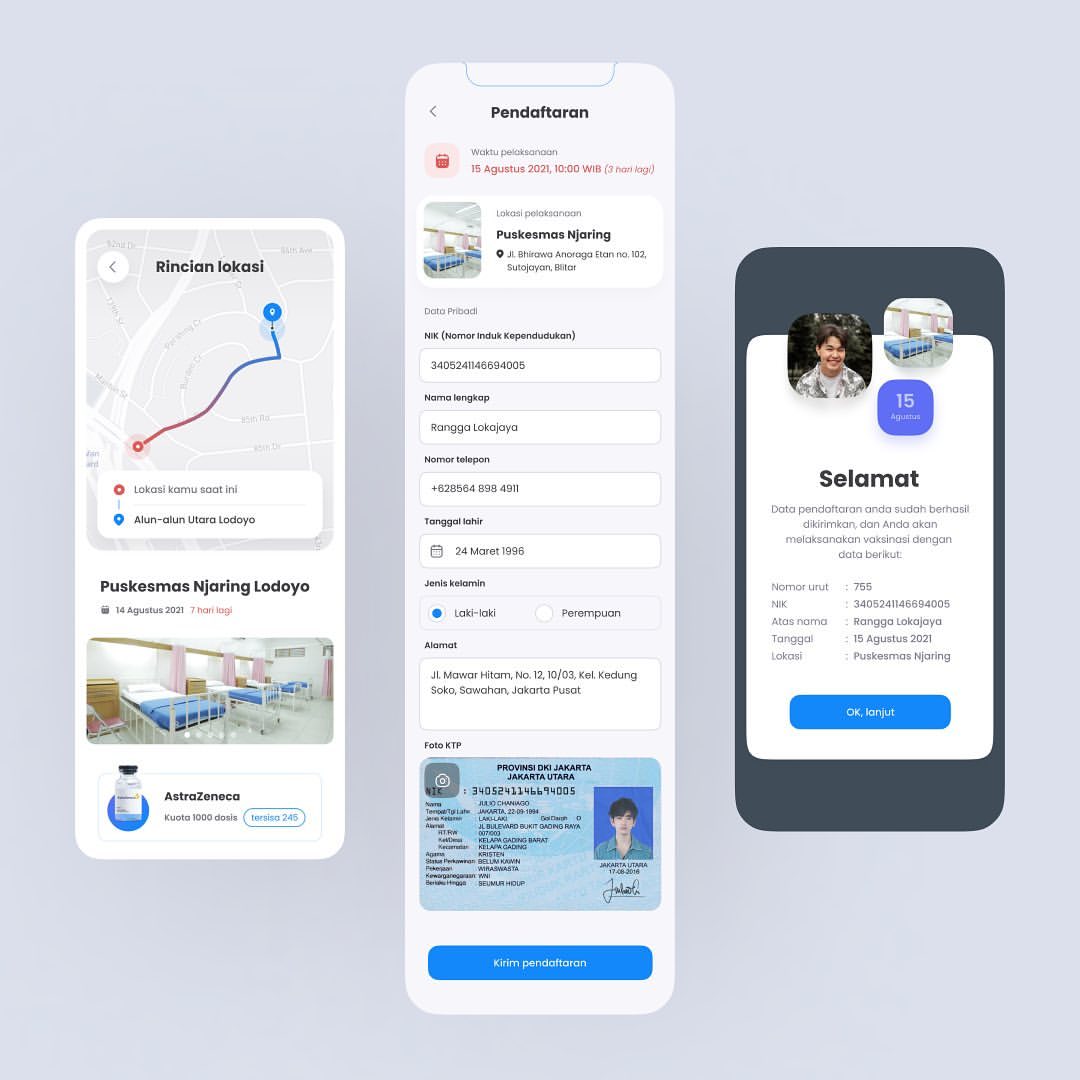 92nd Dr
84th Ave
Rincian lokasi
179th St
Pershing Cr
Burden Cr
Manton St
85th Rd
85th Dr
Van
Lokasi kamu saat ini
Alun-alun Utara Lodoyo
Puskesmas Njaring Lodoyo
14 Agustus 2021 7 hari lagi
AstraZeneca
Kuota 1000 dosis tersisa 245
Pendaftaran
Waktu pelaksanaan
15 Agustus 2021, 10:00 WIB (3 hari lagi)
Lokasi pelaksanaan
Puskesmas Njaring
Jl. Bhirawa Anoraga Etan no. 102,
Sutojayan, Blitar
Data Pribadi
NIK (Nomor Induk Kependudukan)
3405241146694005
Nama lengkap
Rangga Lokajaya
Nomor telepon
+628564 898 4911
Tanggal lahir
24 Maret 1996
Jenis kelamin
Laki-laki Perempuan
Alamat
Jl. Mawar Hitam, No. 12, 10/03, Kel. Kedung
Soko, Sawahan, Jakarta Pusat
Foto KTP
PROVINSI DKI JAKARTA
JAKARTA UTARA
NIK : 3405241146694005
Nama : JULIO CHANIAGO
Tempat/Tgl Lahir : JAKARTA, 22-09-1994
Jenis Kelamin : LAKI-LAKI Gol Darah O
Alamat : JL BULEVARD BUKIT GADING RAYA
RT/RW : 007/003
Kel/Desa : KELAPA GADING BARAT
Kecamatan : KELAPA GADING
Agama : KRISTEN
Status Perkawinan : BELUM KAWIN
Pekerjaan : WIRASWASTA
Kewarganegaraan : WNI
Berlaku Hingga : SEUMUR HIDUP
JAKARTA UTARA
17-08-2016
Kirim pendaftaran
15
Agustus
Selamat
Data pendaftaran anda sudah berhasil
dikirimkan, dan Anda akan
melaksanakan vaksinasi dengan
data berikut:
Nomor urut : 755
NIK : 3405241146694005
Atas nama : Rangga Lokajaya
Tanggal : 15 Agustus 2021
Lokasi : Puskesmas Njaring
OK, lanjut